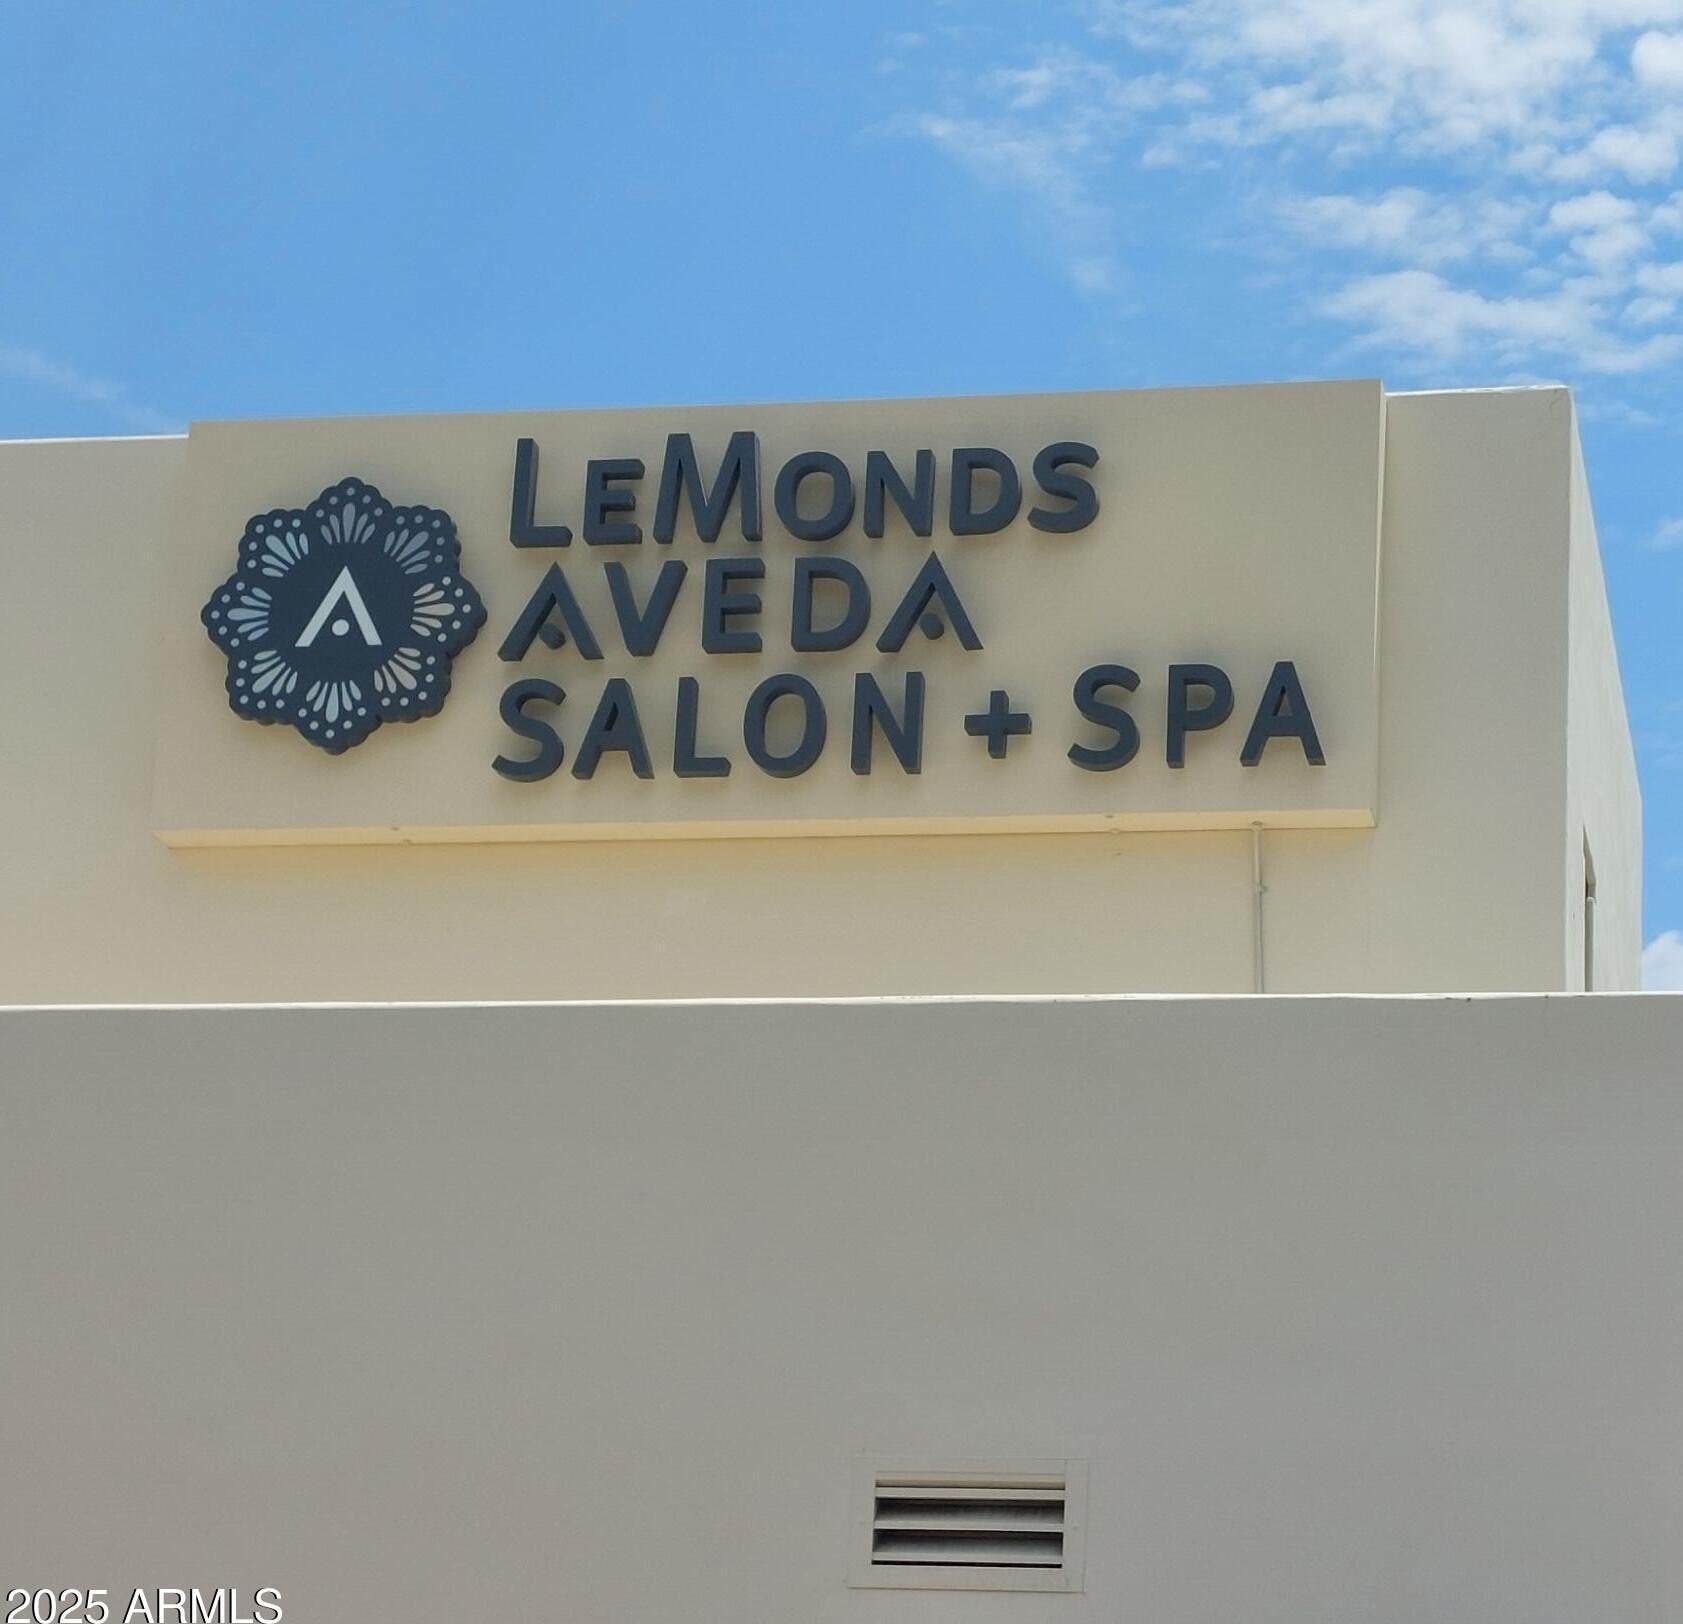 LEMONDS
AVEDA
SALON + SPA
A
2025 ARMLS